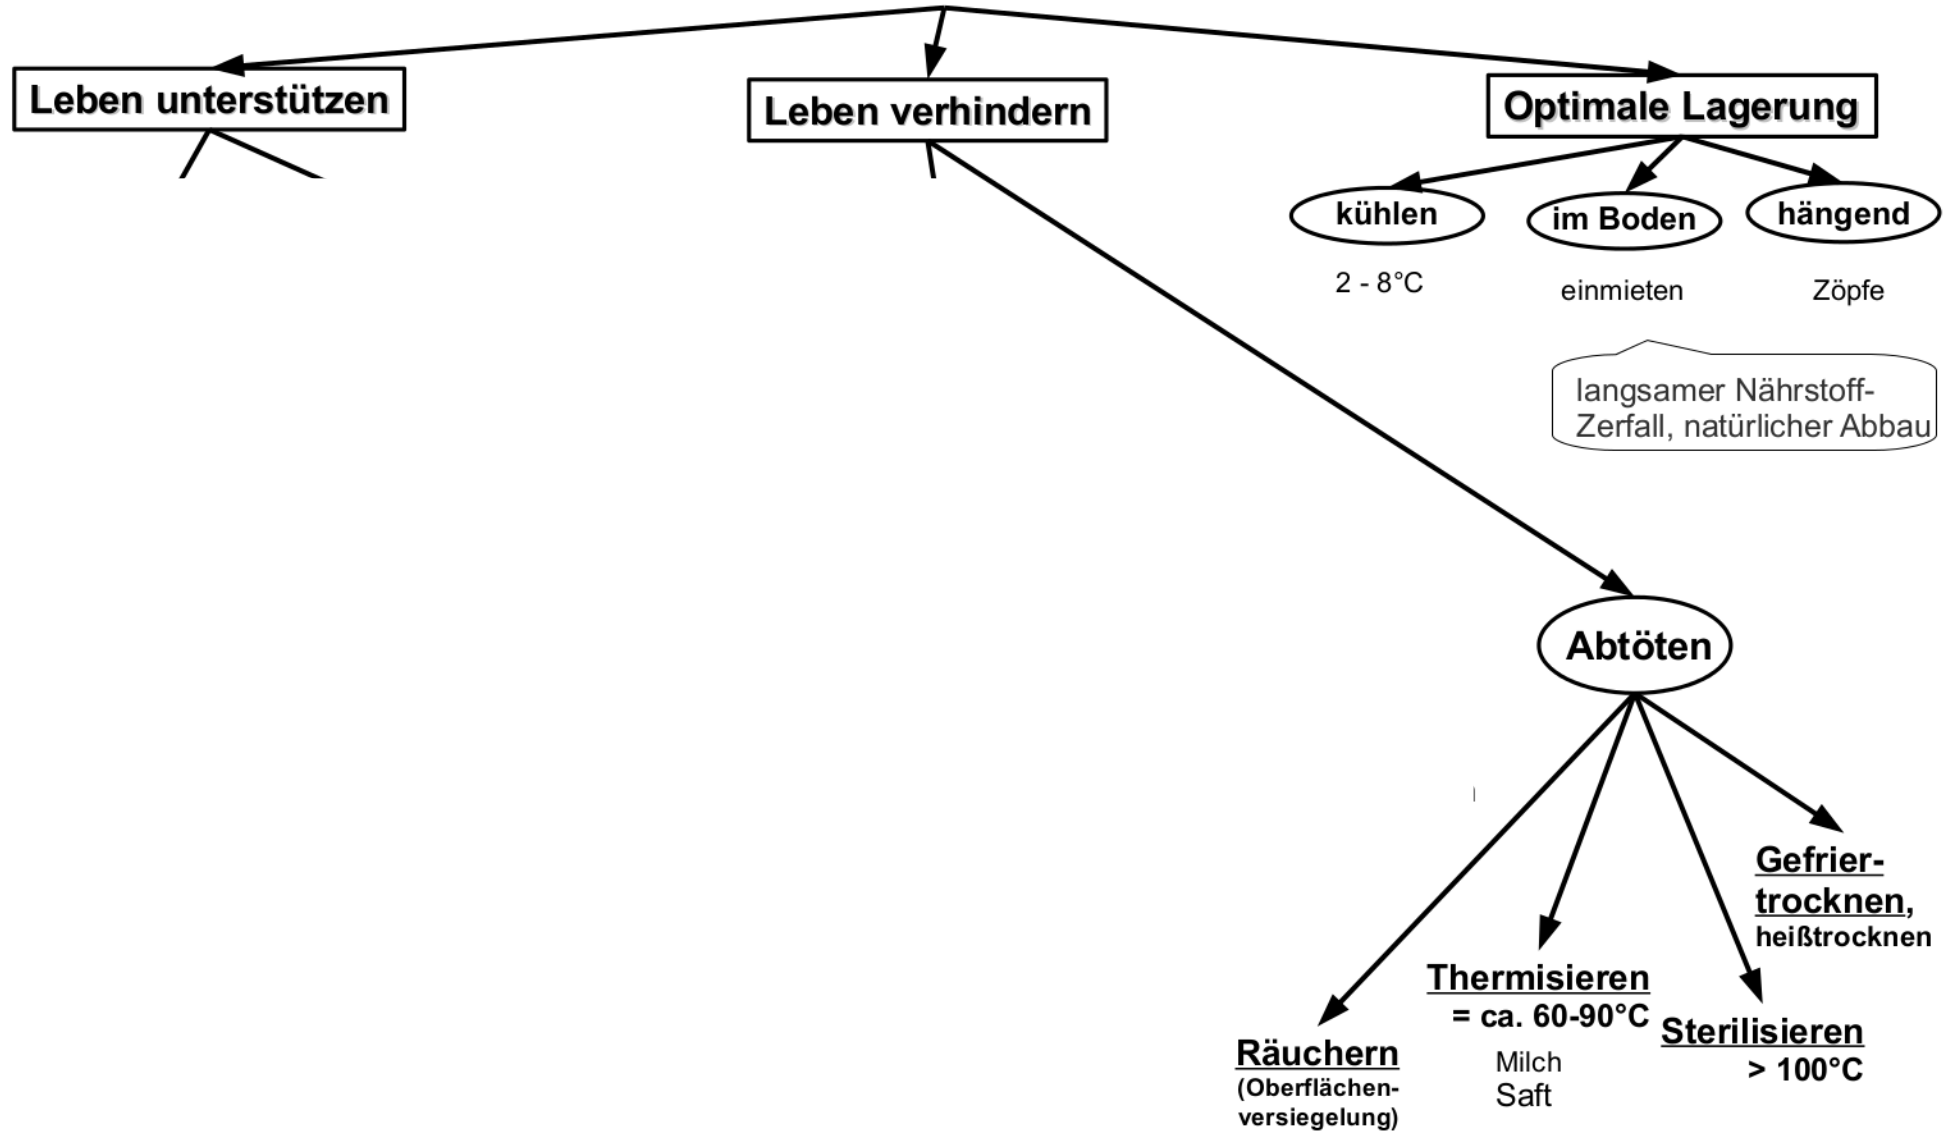 Leben unterstützen
Leben verhindern
Optimale Lagerung
kühlen
im Boden
hängend
2 - 8°C
einmieten
Zöpfe
langsamer Nährstoff-
Zerfall, natürlicher Abbau
Abtöten
Gefrier-
trocknen,
heißtrocknen
Thermisieren
= ca. 60-90°C
Milch
Saft
Sterilisieren
> 100°C
Räuchern
(Oberflächen-
versiegelung)